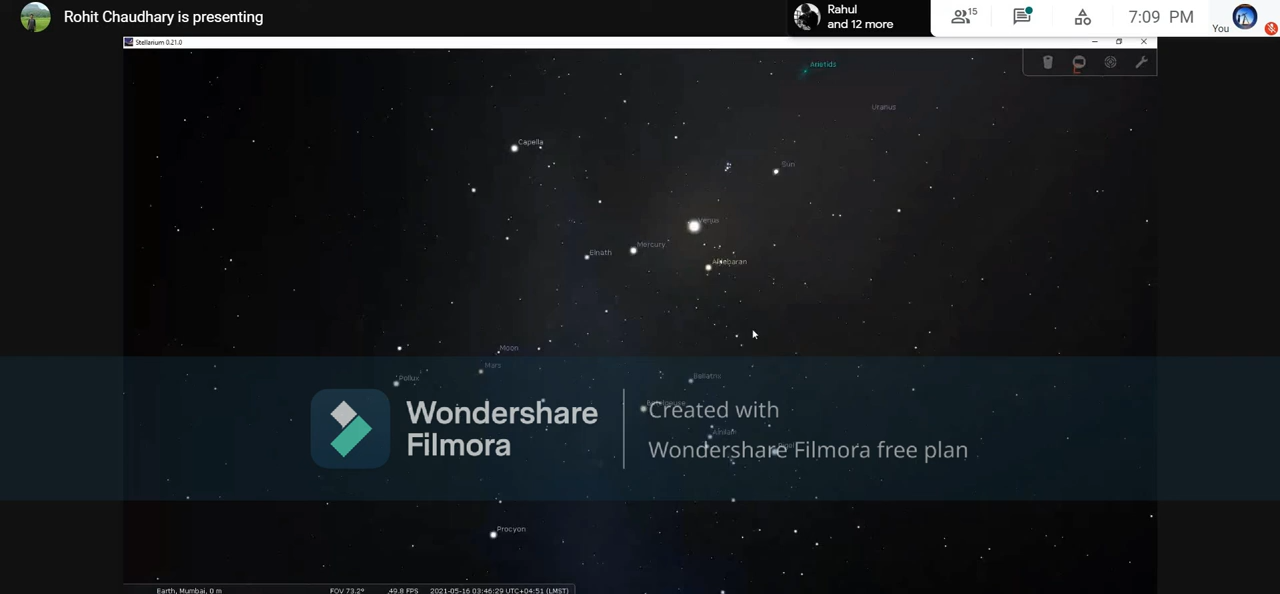 Rohit Chaudhary is presenting
Rahul
and 12 more
15
7:09 PM
You
Stellarium 0.21.0
Arietids
Uranus
Capella
Sun
Venus
Mercury
Elnath
Aldebaran
Moon
Mars
Pollux
Bellatrix
Betelgeuse
Alnilam
Rigel
Wondershare
Filmora
Created with
Wondershare Filmora free plan
Procyon
Earth, Mumbai, 0 m
FOV 73.2°
49.8 FPS
2021-05-16 03:46:29 UTC+04:51 (LMST)